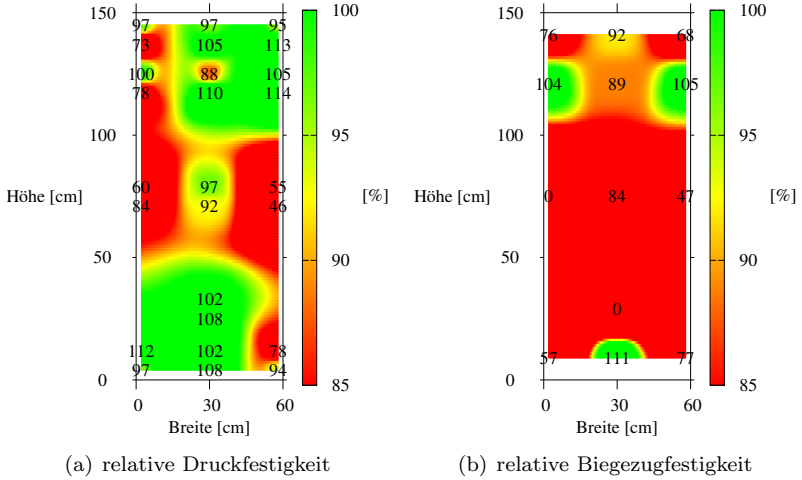 150
97 97 95
73 105 113
100 88 105
78 110 114
100
60 97 55
84 92 46
50
102
108
112 102 78
97 108 94
0
0 30 60
Höhe [cm]
Breite [cm]
100
95
[%]
90
85
(a) relative Druckfestigkeit
150
76 92 68
104 89 105
100
0 84 47
50
0
57 111 77
0
0 30 60
Höhe [cm]
Breite [cm]
100
95
[%]
90
85
(b) relative Biegezugfestigkeit